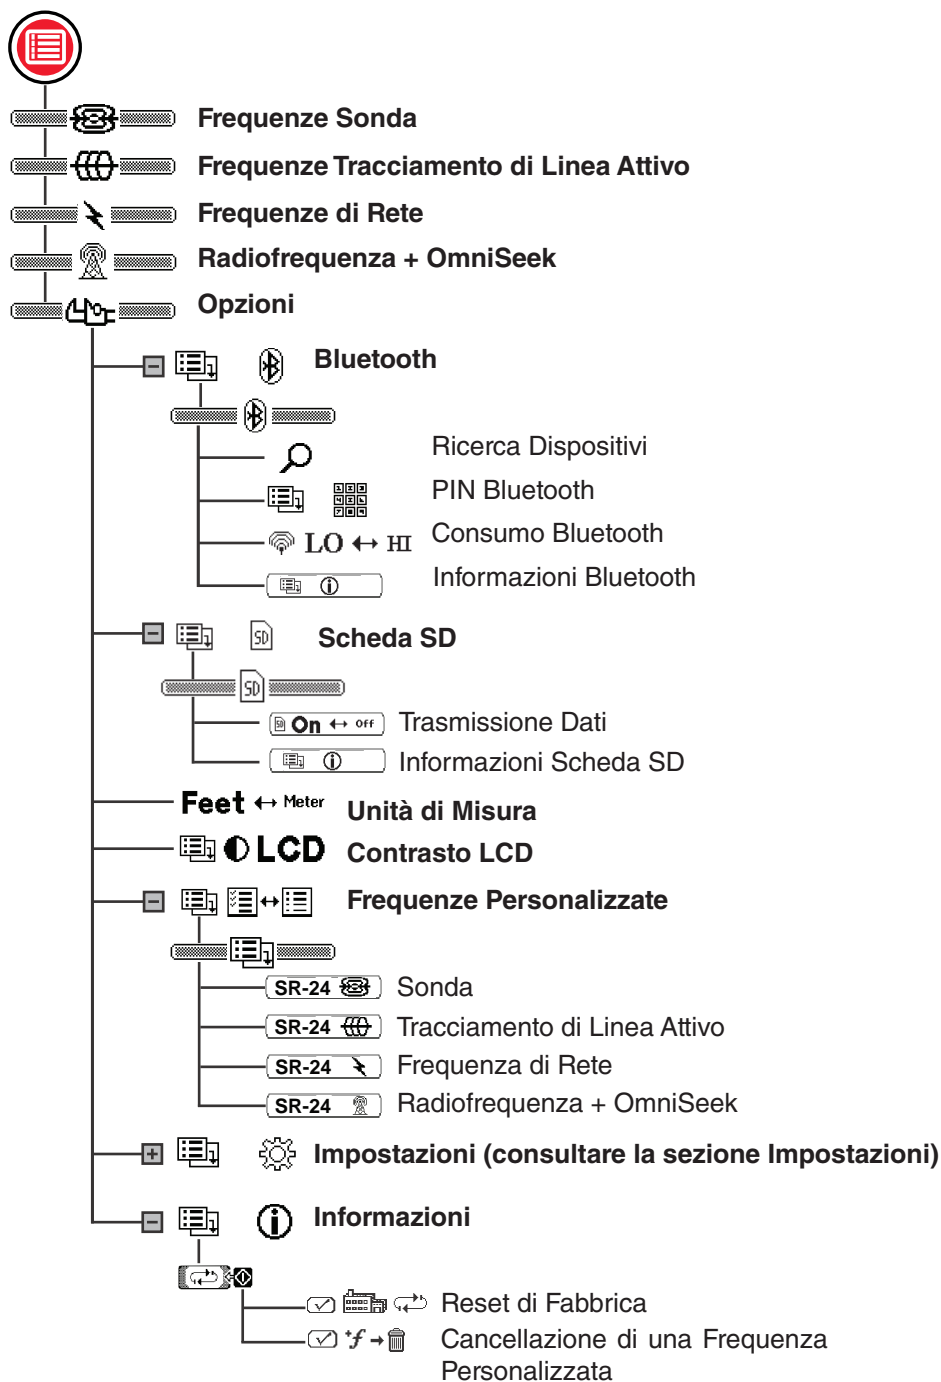 Frequenze Sonda
Frequenze Tracciamento di Linea Attivo
Frequenze di Rete
Radiofrequenza + OmniSeek
Opzioni
Bluetooth
Ricerca Dispositivi
PIN Bluetooth
LO ↔ HI Consumo Bluetooth
Informazioni Bluetooth
SD Scheda SD
SD
On ↔ Off Trasmissione Dati
Informazioni Scheda SD
Feet ↔ Meter Unità di Misura
LCD Contrasto LCD
Frequenze Personalizzate
SR-24 Sonda
SR-24 Tracciamento di Linea Attivo
SR-24 Frequenza di Rete
SR-24 Radiofrequenza + OmniSeek
Impostazioni (consultare la sezione Impostazioni)
Informazioni
Reset di Fabbrica
+f → Cancellazione di una Frequenza
Personalizzata